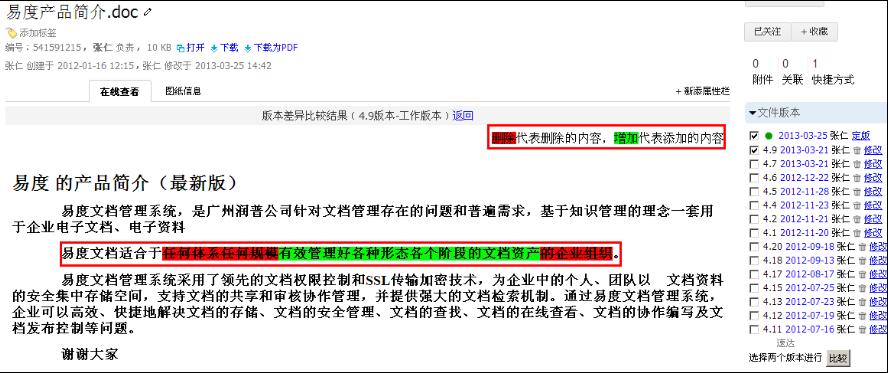 易度产品简介.doc
添加标签
编号：541591215，张仁 负责，10 KB 打开 下载 下载为PDF
张仁 创建于 2012-01-16 12:15，张仁 修改于 2013-03-25 14:42
在线查看 图纸信息 + 新添属性栏
版本差异比较结果（4.9版本-工作版本）返回
删除代表删除的内容，增加代表添加的内容
易度 的产品简介（最新版）
易度文档管理系统，是广州润普公司针对文档管理存在的问题和普遍需求，基于知识管理的理念一套用
于企业电子文档、电子资料
易度文档适合于任何体系任何规模有效管理好各种形态各个阶段的文档资产的企业组织。
易度文档管理系统采用了领先的文档权限控制和SSL传输加密技术，为企业中的个人、团队以 文档资料
的安全集中存储空间，支持文档的共享和审核协作管理，并提供强大的文档检索机制。通过易度文档管理系统，
企业可以高效、快捷地解决文档的存储、文档的安全管理、文档的查找、文档的在线查看、文档的协作编写及文
档发布控制等问题。
谢谢大家
已关注 + 收藏
0 0 1
附件 关联 快捷方式
文件版本
2013-03-25 张仁 定版
4.9 2013-03-21 张仁 修改
4.7 2013-03-21 张仁 修改
4.6 2012-12-22 张仁 修改
4.5 2012-11-28 张仁 修改
4.4 2012-11-23 张仁 修改
4.2 2012-11-21 张仁 修改
4.1 2012-11-20 张仁 修改
4.20 2012-09-18 张仁 修改
4.18 2012-09-13 张仁 修改
4.17 2012-08-17 张仁 修改
4.15 2012-07-25 张仁 修改
4.13 2012-07-23 张仁 修改
4.12 2012-07-19 张仁 修改
4.11 2012-07-16 张仁 修改
速达
选择两个版本进行 比较